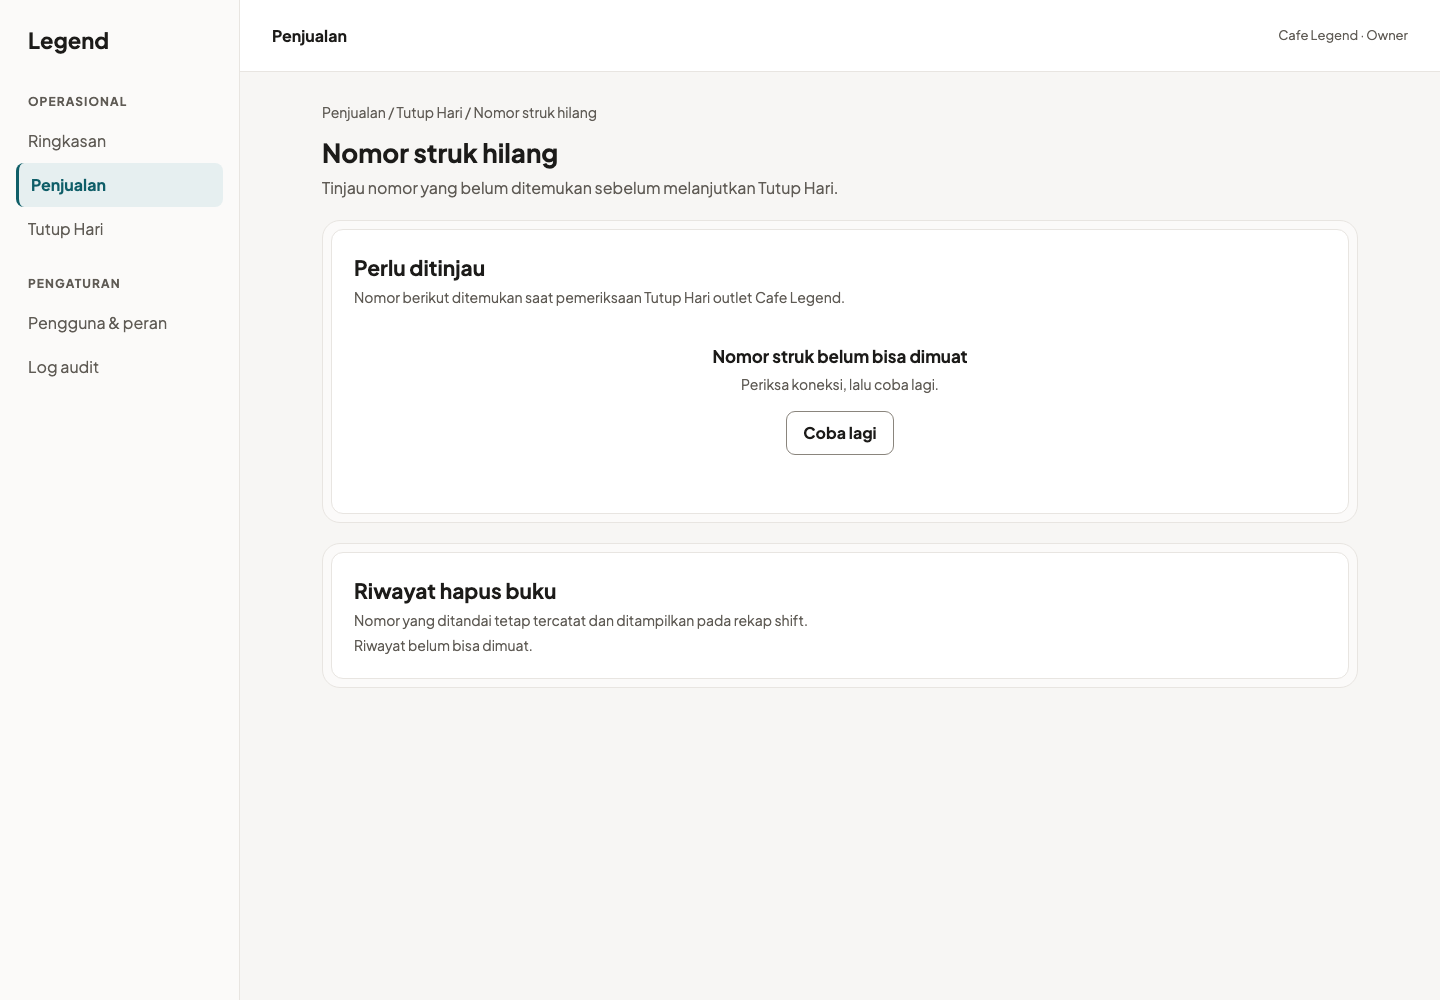 Legend
OPERASIONAL
Ringkasan
Penjualan
Tutup Hari
PENGATURAN
Pengguna & peran
Log audit
Penjualan
Cafe Legend · Owner
Penjualan / Tutup Hari / Nomor struk hilang
Nomor struk hilang
Tinjau nomor yang belum ditemukan sebelum melanjutkan Tutup Hari.
Perlu ditinjau
Nomor berikut ditemukan saat pemeriksaan Tutup Hari outlet Cafe Legend.
Nomor struk belum bisa dimuat
Periksa koneksi, lalu coba lagi.
Coba lagi
Riwayat hapus buku
Nomor yang ditandai tetap tercatat dan ditampilkan pada rekap shift.
Riwayat belum bisa dimuat.